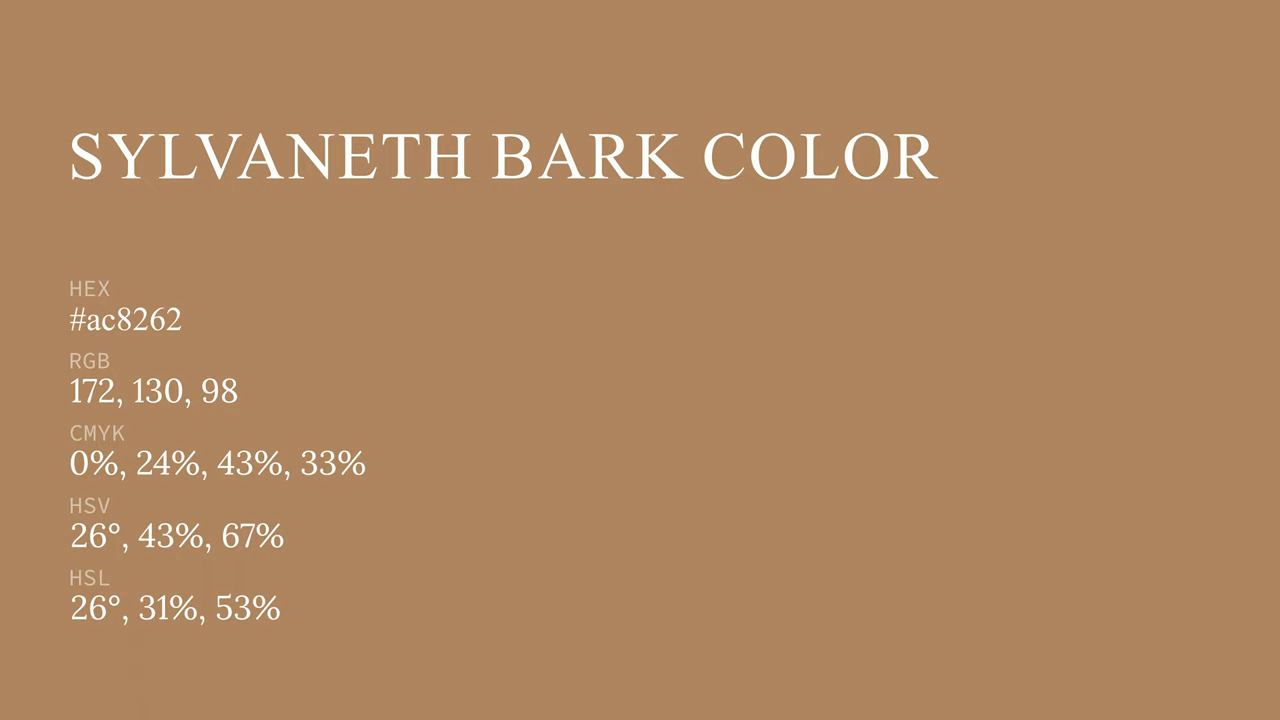 SYLVANETH BARK COLOR
HEX
#ac8262
RGB
172, 130, 98
CMYK
0%, 24%, 43%, 33%
HSV
26°, 43%, 67%
HSL
26°, 31%, 53%